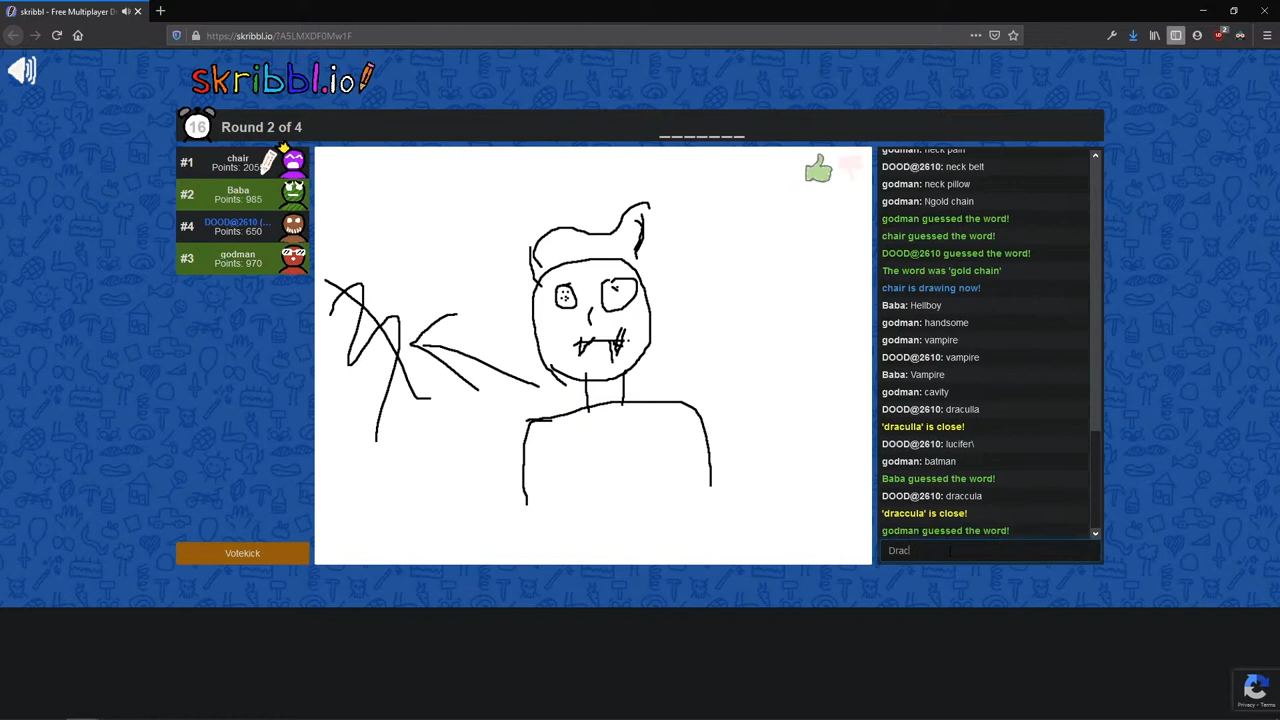 skribbl - Free Multiplayer D
https://skribbl.io/?A5LMXDF0Mw1F
skribbl.io
16
Round 2 of 4
_______
#1
chair
Points: 205
#2
Baba
Points: 985
#4
DOOD@2610 (...
Points: 650
#3
godman
Points: 970
Votekick
godman: neck pain
DOOD@2610: neck belt
godman: neck pillow
godman: Ngold chain
godman guessed the word!
chair guessed the word!
DOOD@2610 guessed the word!
The word was 'gold chain'
chair is drawing now!
Baba: Hellboy
godman: handsome
godman: vampire
DOOD@2610: vampire
Baba: Vampire
godman: cavity
DOOD@2610: draculla
'draculla' is close!
DOOD@2610: lucifer\
godman: batman
Baba guessed the word!
DOOD@2610: draccula
'draccula' is close!
godman guessed the word!
Drac
Privacy - Terms